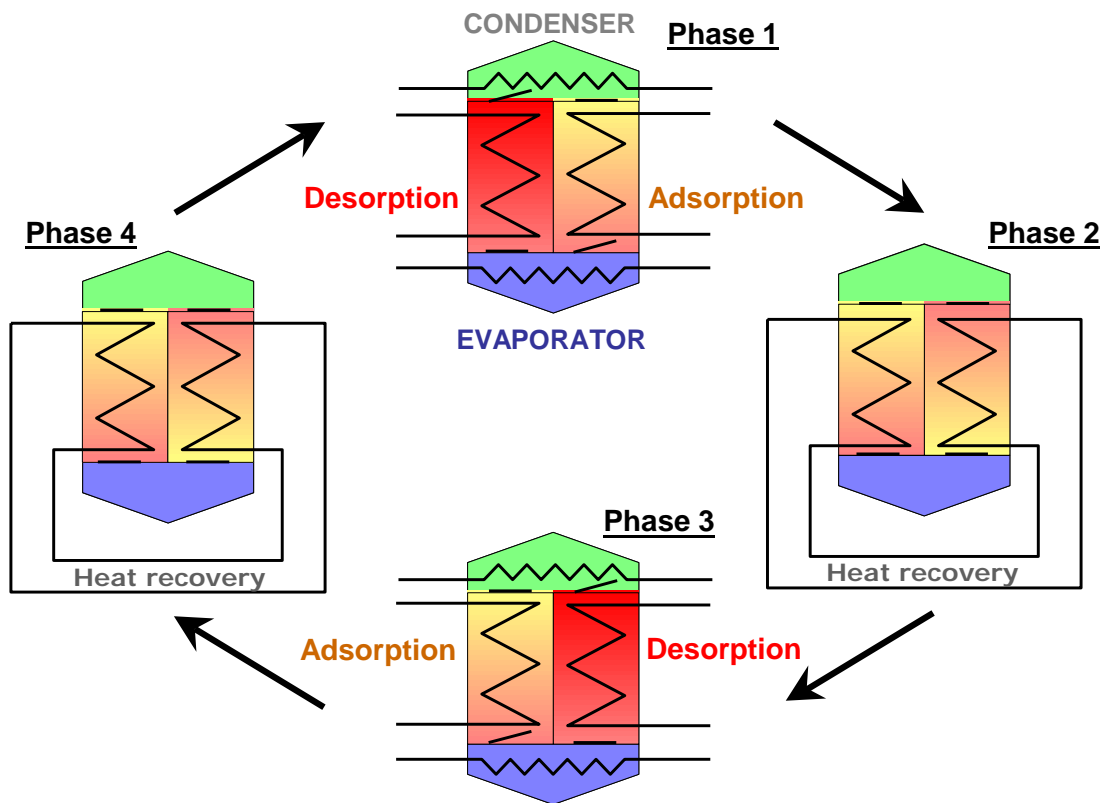 CONDENSER
Phase 1
Desorption
Adsorption
EVAPORATOR
Phase 4
Heat recovery
Phase 2
Heat recovery
Phase 3
Adsorption
Desorption